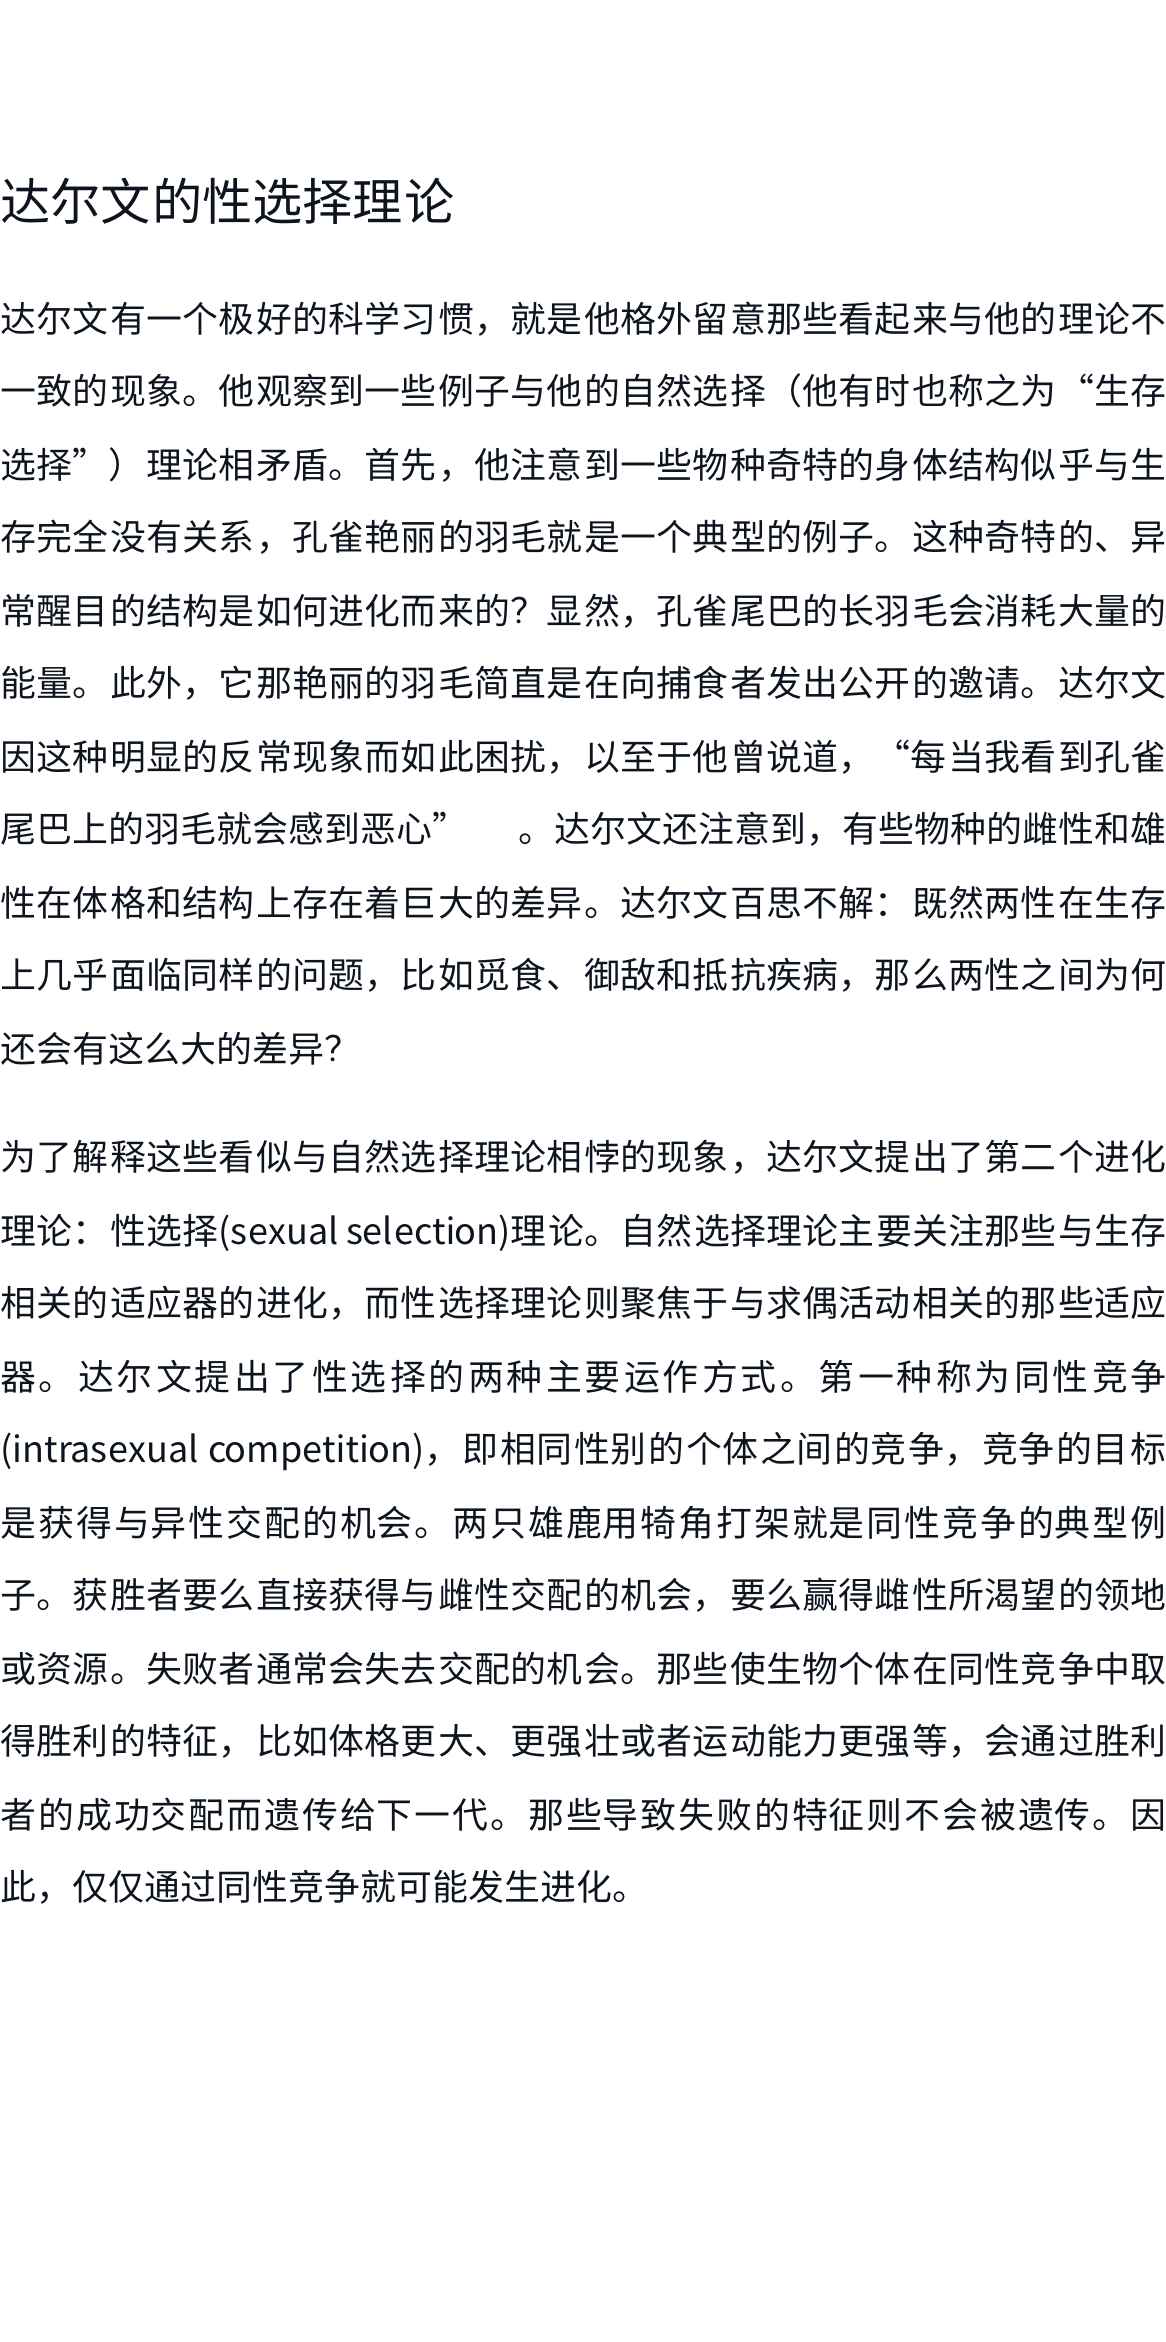 达尔文的性选择理论
达尔文有一个极好的科学习惯，就是他格外留意那些看起来与他的理论不
一致的现象。他观察到一些例子与他的自然选择（他有时也称之为“生存
选择”）理论相矛盾。首先，他注意到一些物种奇特的身体结构似乎与生
存完全没有关系，孔雀艳丽的羽毛就是一个典型的例子。这种奇特的、异
常醒目的结构是如何进化而来的？显然，孔雀尾巴的长羽毛会消耗大量的
能量。此外，它那艳丽的羽毛简直是在向捕食者发出公开的邀请。达尔文
因这种明显的反常现象而如此困扰，以至于他曾说道，“每当我看到孔雀
尾巴上的羽毛就会感到恶心” 。达尔文还注意到，有些物种的雌性和雄
性在体格和结构上存在着巨大的差异。达尔文百思不解：既然两性在生存
上几乎面临同样的问题，比如觅食、御敌和抵抗疾病，那么两性之间为何
还会有这么大的差异？
为了解释这些看似与自然选择理论相悖的现象，达尔文提出了第二个进化
理论：性选择(sexual selection)理论。自然选择理论主要关注那些与生存
相关的适应器的进化，而性选择理论则聚焦于与求偶活动相关的那些适应
器。达尔文提出了性选择的两种主要运作方式。第一种称为同性竞争
(intrasexual competition)，即相同性别的个体之间的竞争，竞争的目标
是获得与异性交配的机会。两只雄鹿用犄角打架就是同性竞争的典型例
子。获胜者要么直接获得与雌性交配的机会，要么赢得雌性所渴望的领地
或资源。失败者通常会失去交配的机会。那些使生物个体在同性竞争中取
得胜利的特征，比如体格更大、更强壮或者运动能力更强等，会通过胜利
者的成功交配而遗传给下一代。那些导致失败的特征则不会被遗传。因
此，仅仅通过同性竞争就可能发生进化。